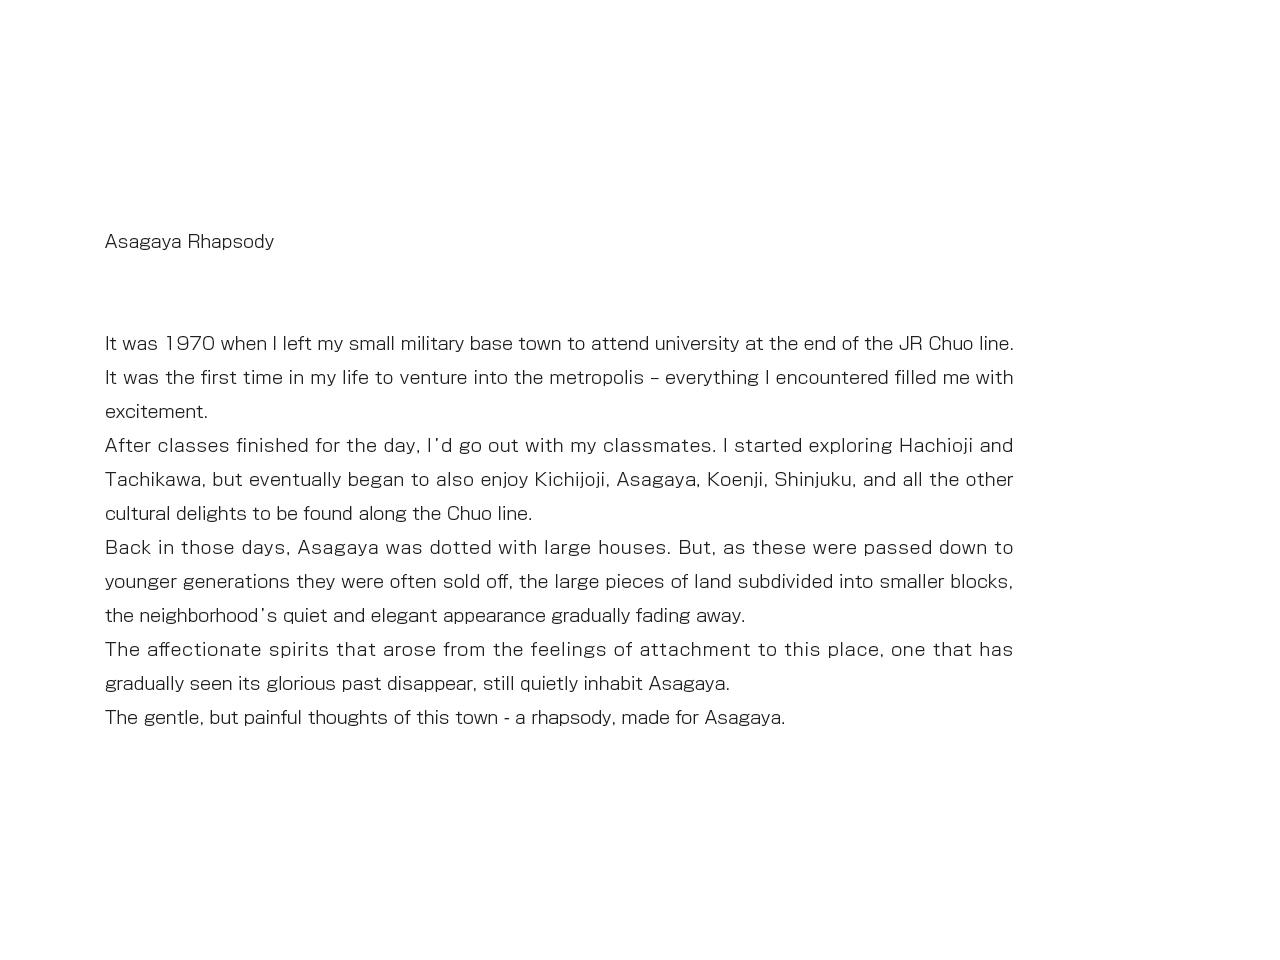 Asagaya Rhapsody
It was 1970 when I left my small military base town to attend university at the end of the JR Chuo line.
It was the first time in my life to venture into the metropolis – everything I encountered filled me with
excitement.
After classes finished for the day, I’d go out with my classmates. I started exploring Hachioji and
Tachikawa, but eventually began to also enjoy Kichijoji, Asagaya, Koenji, Shinjuku, and all the other
cultural delights to be found along the Chuo line.
Back in those days, Asagaya was dotted with large houses. But, as these were passed down to
younger generations they were often sold off, the large pieces of land subdivided into smaller blocks,
the neighborhood’s quiet and elegant appearance gradually fading away.
The affectionate spirits that arose from the feelings of attachment to this place, one that has
gradually seen its glorious past disappear, still quietly inhabit Asagaya.
The gentle, but painful thoughts of this town - a rhapsody, made for Asagaya.